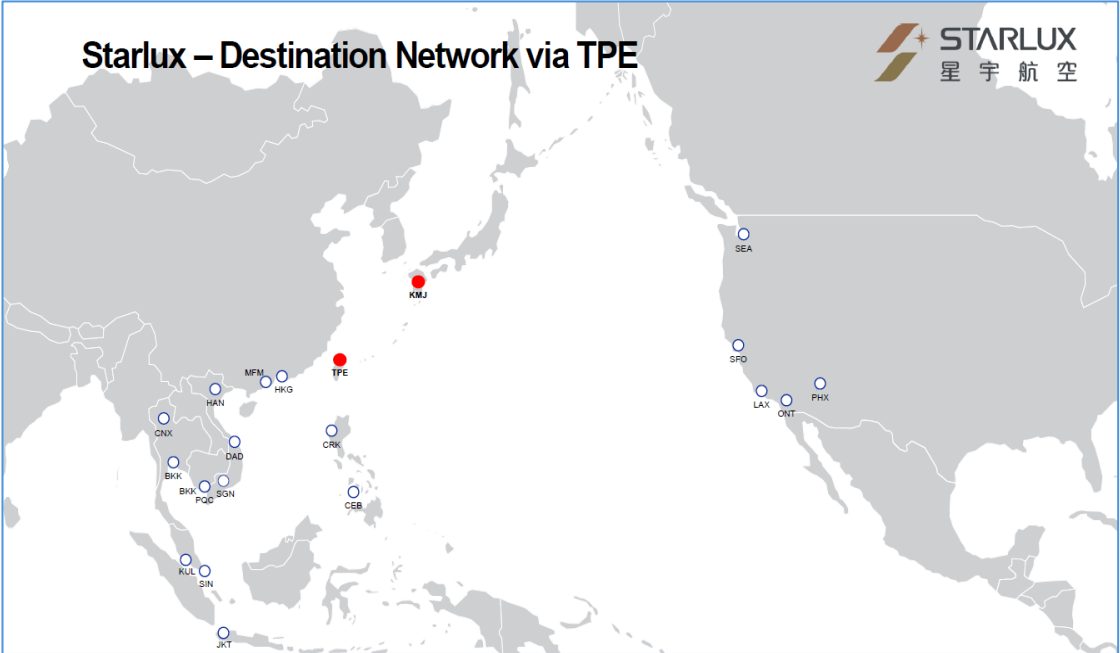 Starlux – Destination Network via TPE
STARLUX
星宇航空
SEA
KMJ
SFO
TPE
MFM
HKG
PHX
HAN
LAX
ONT
CNX
CRK
DAD
BKK
BKK
SGN
PQC
CEB
KUL
SIN
JKT